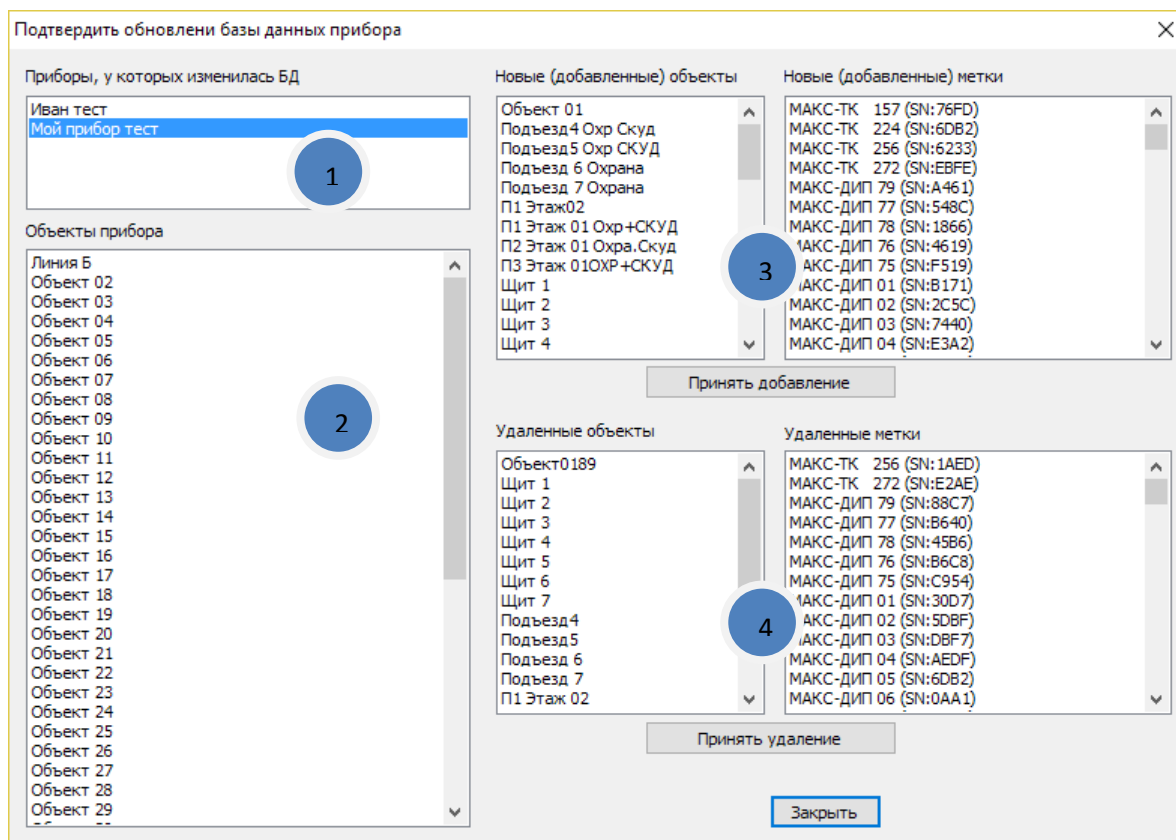 Подтвердить обновлени базы данных прибора
Приборы, у которых изменилась БД
Иван тест
Мой прибор тест
1
Объекты прибора
Линия Б
Объект 02
Объект 03
Объект 04
Объект 05
Объект 06
Объект 07
Объект 08
Объект 09
Объект 10
Объект 11
Объект 12
Объект 13
Объект 14
Объект 15
Объект 16
Объект 17
Объект 18
Объект 19
Объект 20
Объект 21
Объект 22
Объект 23
Объект 24
Объект 25
Объект 26
Объект 27
Объект 28
Объект 29
2
Новые (добавленные) объекты
Объект 01
Подъезд4 Охр Скуд
Подъезд5 Охр СКУД
Подъезд 6 Охрана
Подъезд 7 Охрана
П1 Этаж02
П1 Этаж 01 Охр+СКУД
П2 Этаж 01 Охра.Скуд
П3 Этаж 01ОХР+СКУД
Щит 1
Щит 2
Щит 3
Щит 4
3
Новые (добавленные) метки
МАКС-ТК 157 (SN:76FD)
МАКС-ТК 224 (SN:6DB2)
МАКС-ТК 256 (SN:6233)
МАКС-ТК 272 (SN:EBFE)
МАКС-ДИП 79 (SN:A461)
МАКС-ДИП 77 (SN:548C)
МАКС-ДИП 78 (SN:1866)
МАКС-ДИП 76 (SN:4619)
МАКС-ДИП 75 (SN:F519)
МАКС-ДИП 01 (SN:B171)
МАКС-ДИП 02 (SN:2C5C)
МАКС-ДИП 03 (SN:7440)
МАКС-ДИП 04 (SN:E3A2)
Принять добавление
Удаленные объекты
Объект0189
Щит 1
Щит 2
Щит 3
Щит 4
Щит 5
Щит 6
Щит 7
Подъезд4
Подъезд5
Подъезд 6
Подъезд 7
П1 Этаж 02
4
Удаленные метки
МАКС-ТК 256 (SN:1AED)
МАКС-ТК 272 (SN:E2AE)
МАКС-ДИП 79 (SN:88C7)
МАКС-ДИП 77 (SN:B640)
МАКС-ДИП 78 (SN:45B6)
МАКС-ДИП 76 (SN:B6C8)
МАКС-ДИП 75 (SN:C954)
МАКС-ДИП 01 (SN:30D7)
МАКС-ДИП 02 (SN:5DBF)
МАКС-ДИП 03 (SN:DBF7)
МАКС-ДИП 04 (SN:AEDF)
МАКС-ДИП 05 (SN:6DB2)
МАКС-ДИП 06 (SN:0AA1)
Принять удаление
Закрыть